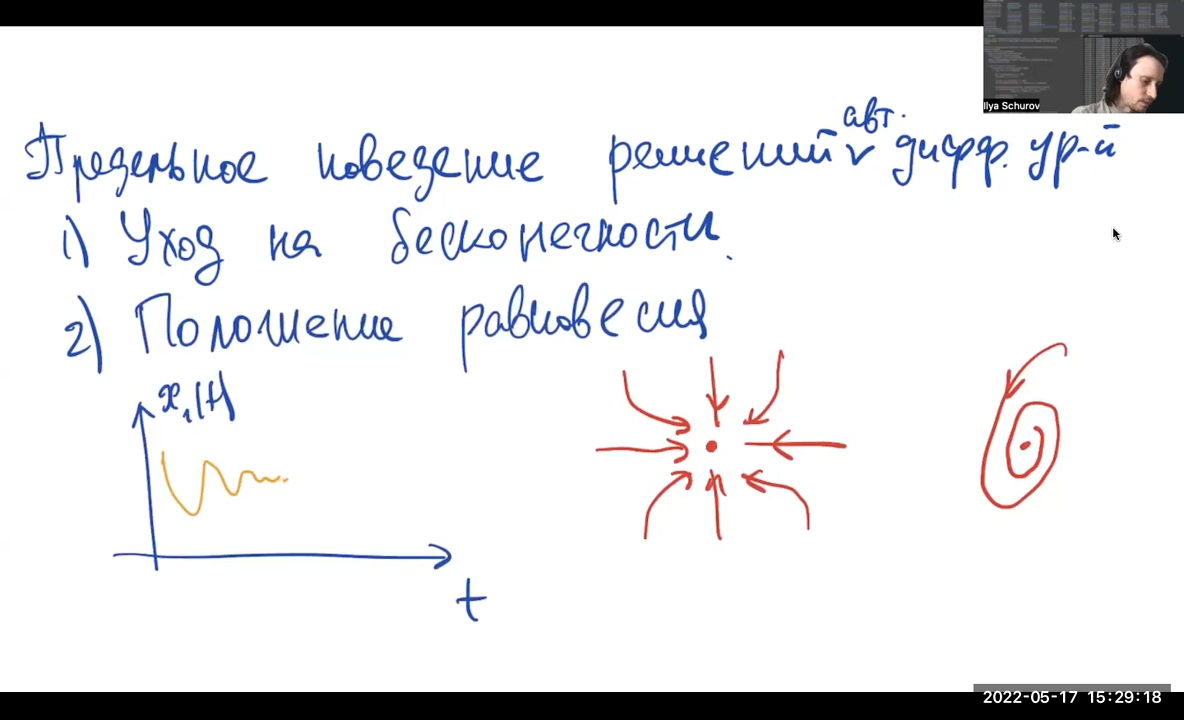 Ilya Schurov
Предельное поведение решений авт. дифф. ур-й
1) Уход на бесконечности.
2) Положение равновесия
x₁(t)
t
2022-05-17 15:29:18